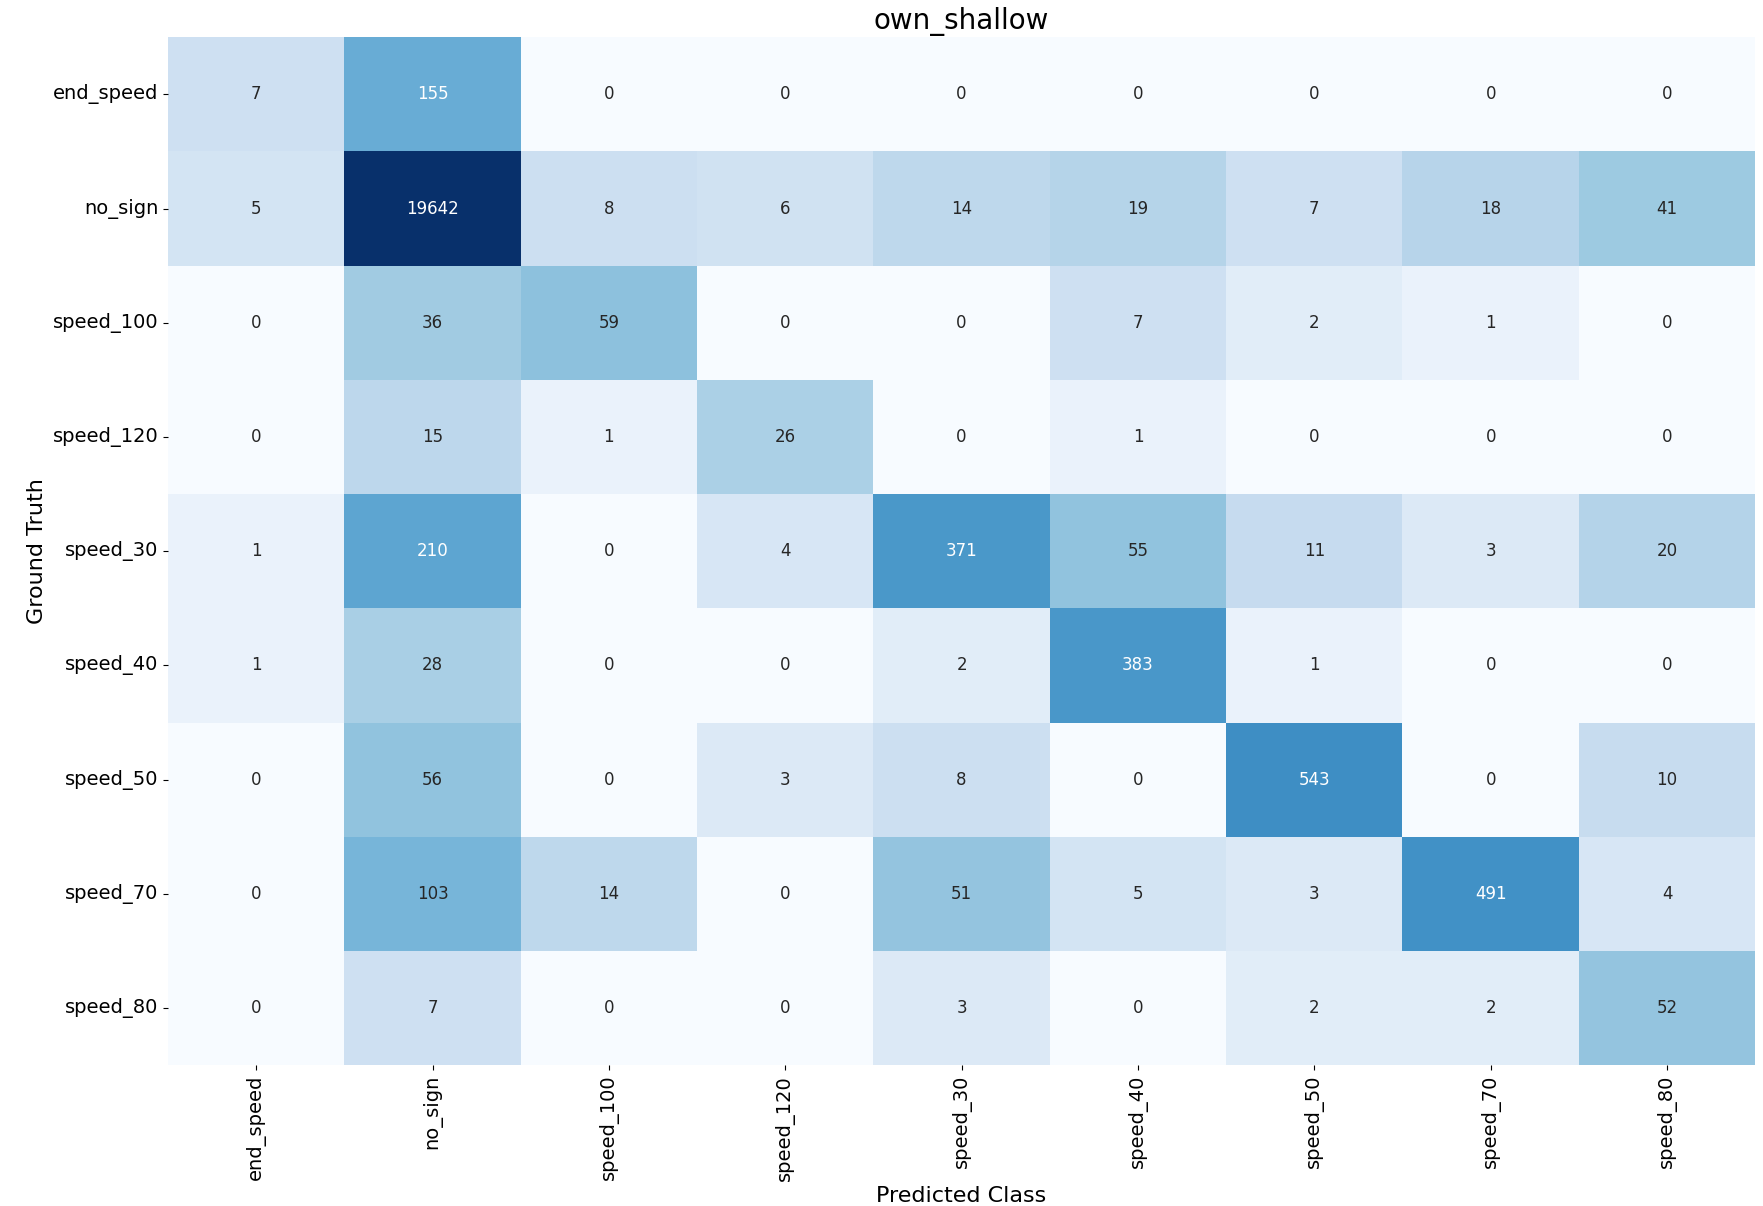 own_shallow
end_speed 7 155 0 0 0 0 0 0 0
no_sign 5 19642 8 6 14 19 7 18 41
speed_100 0 36 59 0 0 7 2 1 0
speed_120 0 15 1 26 0 1 0 0 0
speed_30 1 210 0 4 371 55 11 3 20
speed_40 1 28 0 0 2 383 1 0 0
speed_50 0 56 0 3 8 0 543 0 10
speed_70 0 103 14 0 51 5 3 491 4
speed_80 0 7 0 0 3 0 2 2 52
Ground Truth
end_speed no_sign speed_100 speed_120 speed_30 speed_40 speed_50 speed_70 speed_80
Predicted Class